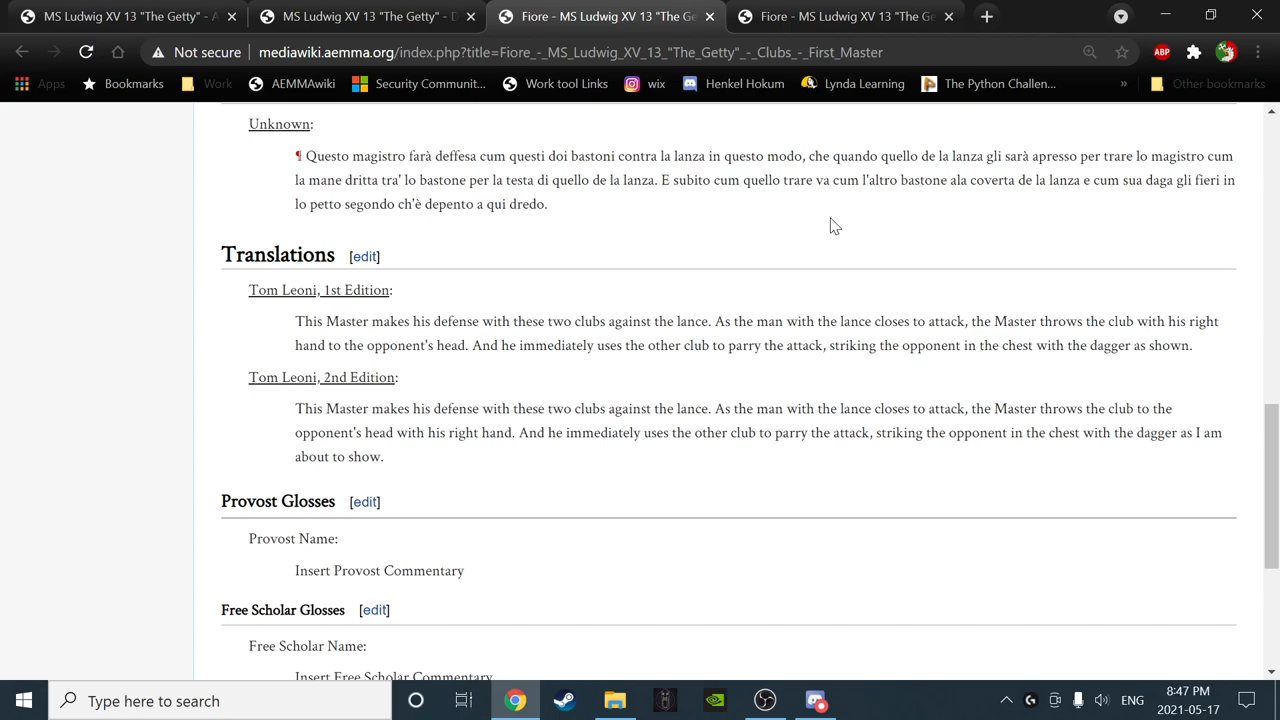 MS Ludwig XV 13 "The Getty" - A
MS Ludwig XV 13 "The Getty" - D
Fiore - MS Ludwig XV 13 "The Ge
Fiore - MS Ludwig XV 13 "The Ge
Not secure | mediawiki.aemma.org/index.php?title=Fiore_-_MS_Ludwig_XV_13_"The_Getty"_-_Clubs_-_First_Master
ABP
Apps Bookmarks Work AEMMAwiki Security Communit... Work tool Links wix Henkel Hokum Lynda Learning The Python Challen... » Other bookmarks
Unknown:
¶ Questo magistro farà deffesa cum questi doi bastoni contra la lanza in questo modo, che quando quello de la lanza gli sarà apresso per trare lo magistro cum
la mane dritta tra' lo bastone per la testa di quello de la lanza. E subito cum quello trare va cum l'altro bastone ala coverta de la lanza e cum sua daga gli fieri in
lo petto segondo ch'è depento a qui dredo.
Translations [edit]
Tom Leoni, 1st Edition:
This Master makes his defense with these two clubs against the lance. As the man with the lance closes to attack, the Master throws the club with his right
hand to the opponent's head. And he immediately uses the other club to parry the attack, striking the opponent in the chest with the dagger as shown.
Tom Leoni, 2nd Edition:
This Master makes his defense with these two clubs against the lance. As the man with the lance closes to attack, the Master throws the club to the
opponent's head with his right hand. And he immediately uses the other club to parry the attack, striking the opponent in the chest with the dagger as I am
about to show.
Provost Glosses [edit]
Provost Name:
Insert Provost Commentary
Free Scholar Glosses [edit]
Free Scholar Name:
Insert Free Scholar Commentary
Type here to search
ENG
8:47 PM
2021-05-17